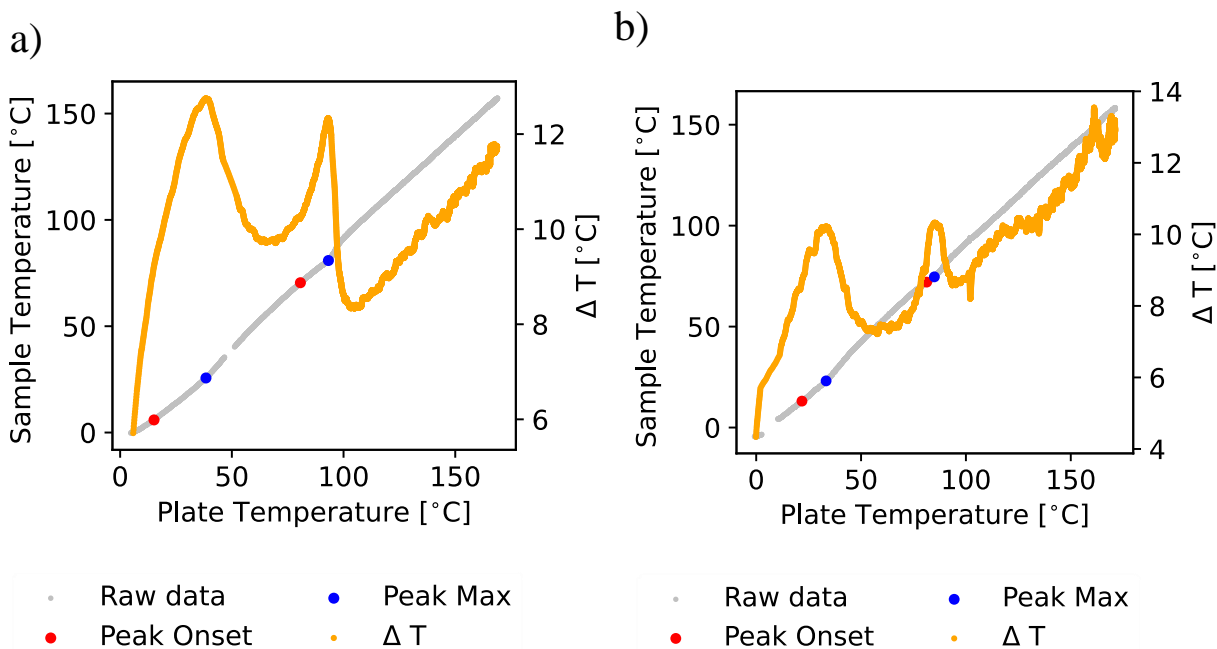 a)
150
100
50
0
12
10
8
6
0 50 100 150
Sample Temperature [°C]
Δ T [°C]
Plate Temperature [°C]
Raw data
Peak Max
Peak Onset
Δ T
b)
150
100
50
0
14
12
10
8
6
4
0 50 100 150
Sample Temperature [°C]
Δ T [°C]
Plate Temperature [°C]
Raw data
Peak Max
Peak Onset
Δ T